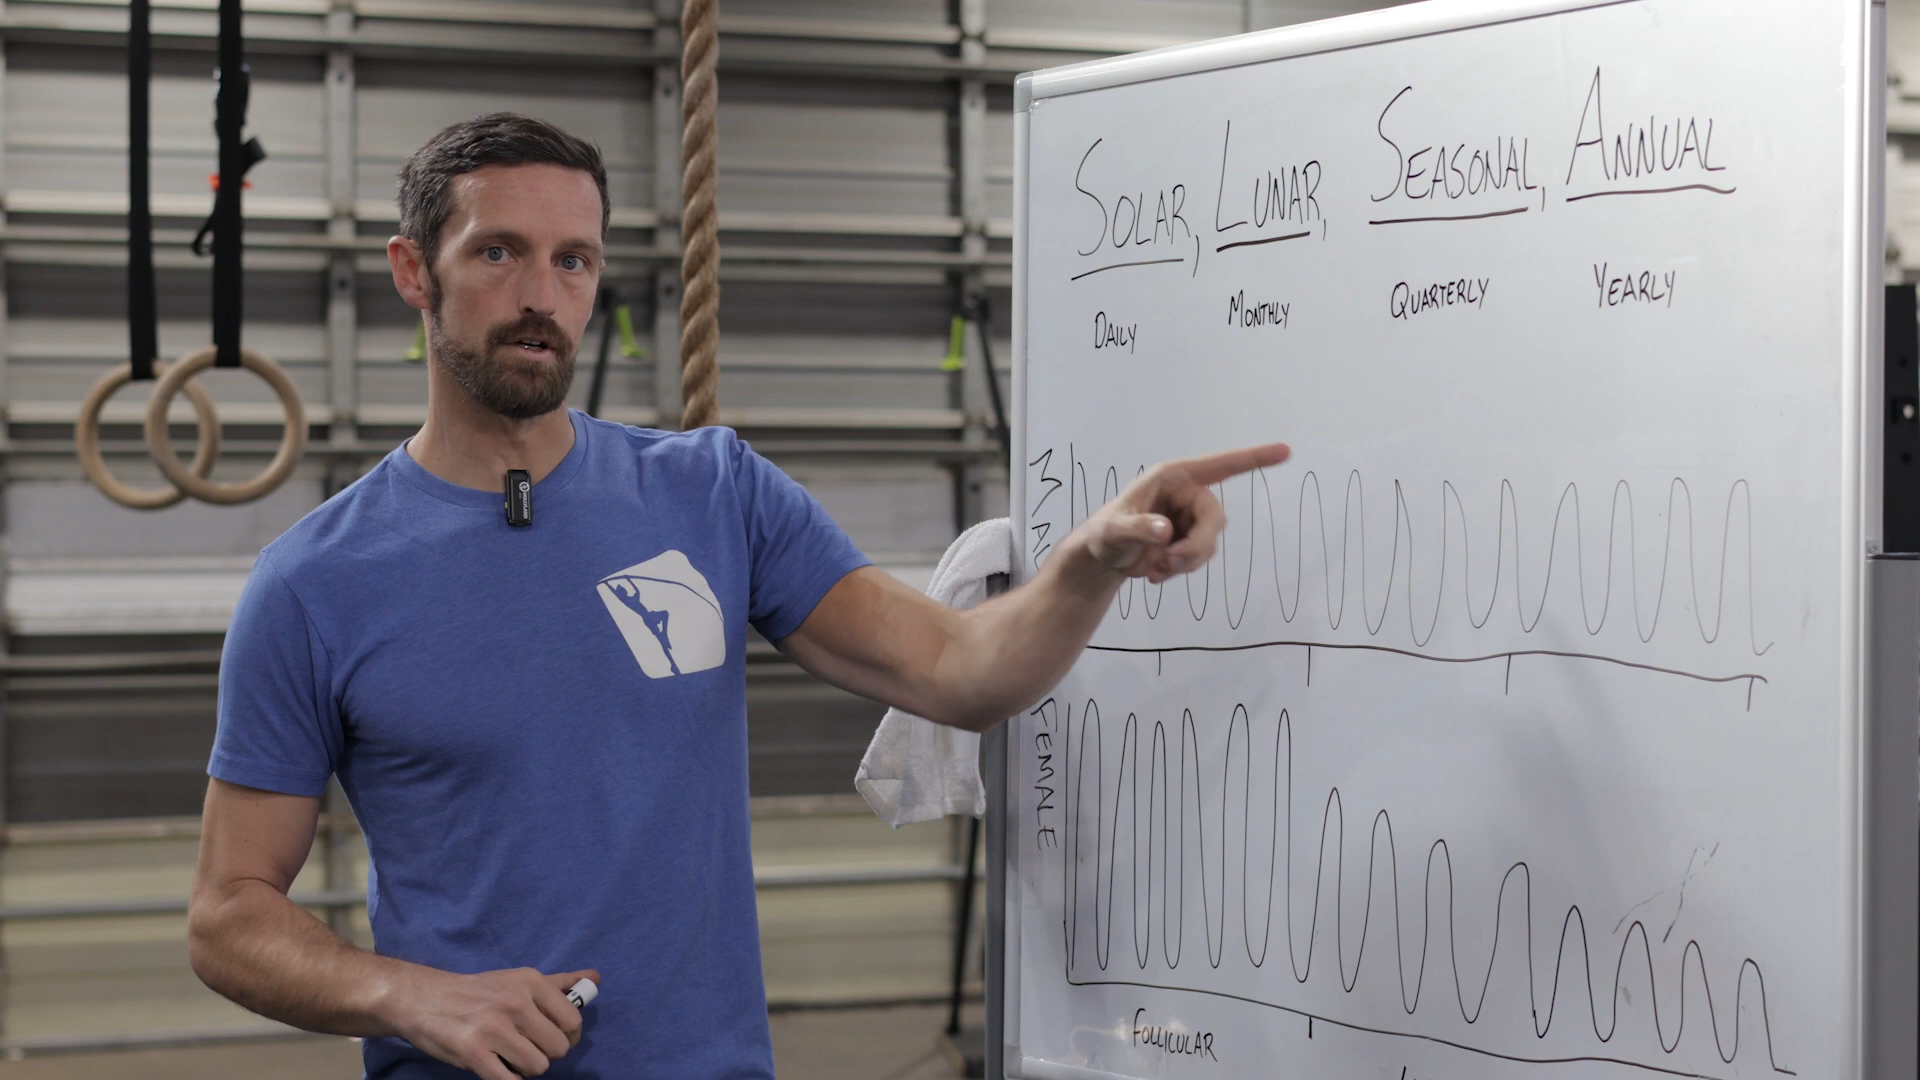 SOLAR, LUNAR, SEASONAL, ANNUAL
DAILY MONTHLY QUARTERLY YEARLY
FEMALE
FOLLICULAR